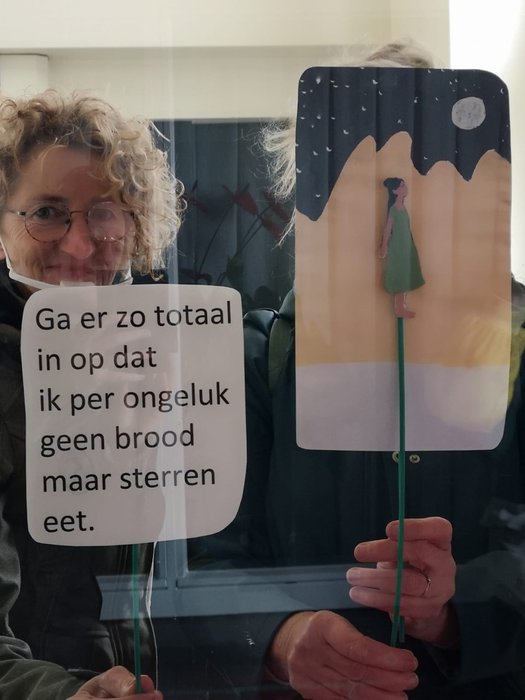 Ga er zo totaal
in op dat
ik per ongeluk
geen brood
maar sterren
eet.